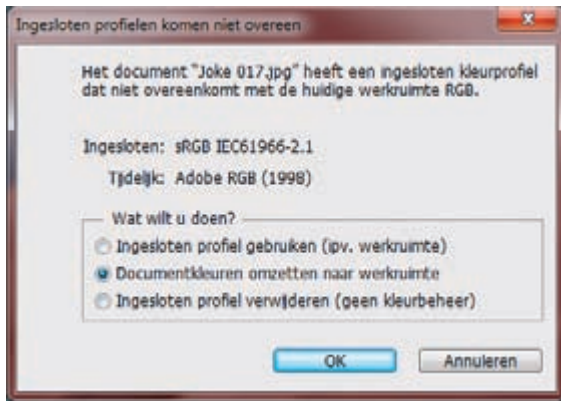 Ingesloten profielen komen niet overeen
Het document "Joke 017.jpg" heeft een ingesloten kleurprofiel
dat niet overeenkomt met de huidige werkruimte RGB.
Ingesloten: sRGB IEC61966-2.1
Tijdelijk: Adobe RGB (1998)
Wat wilt u doen?
Ingesloten profiel gebruiken (ipv. werkruimte)
Documentkleuren omzetten naar werkruimte
Ingesloten profiel verwijderen (geen kleurbeheer)
OK Annuleren